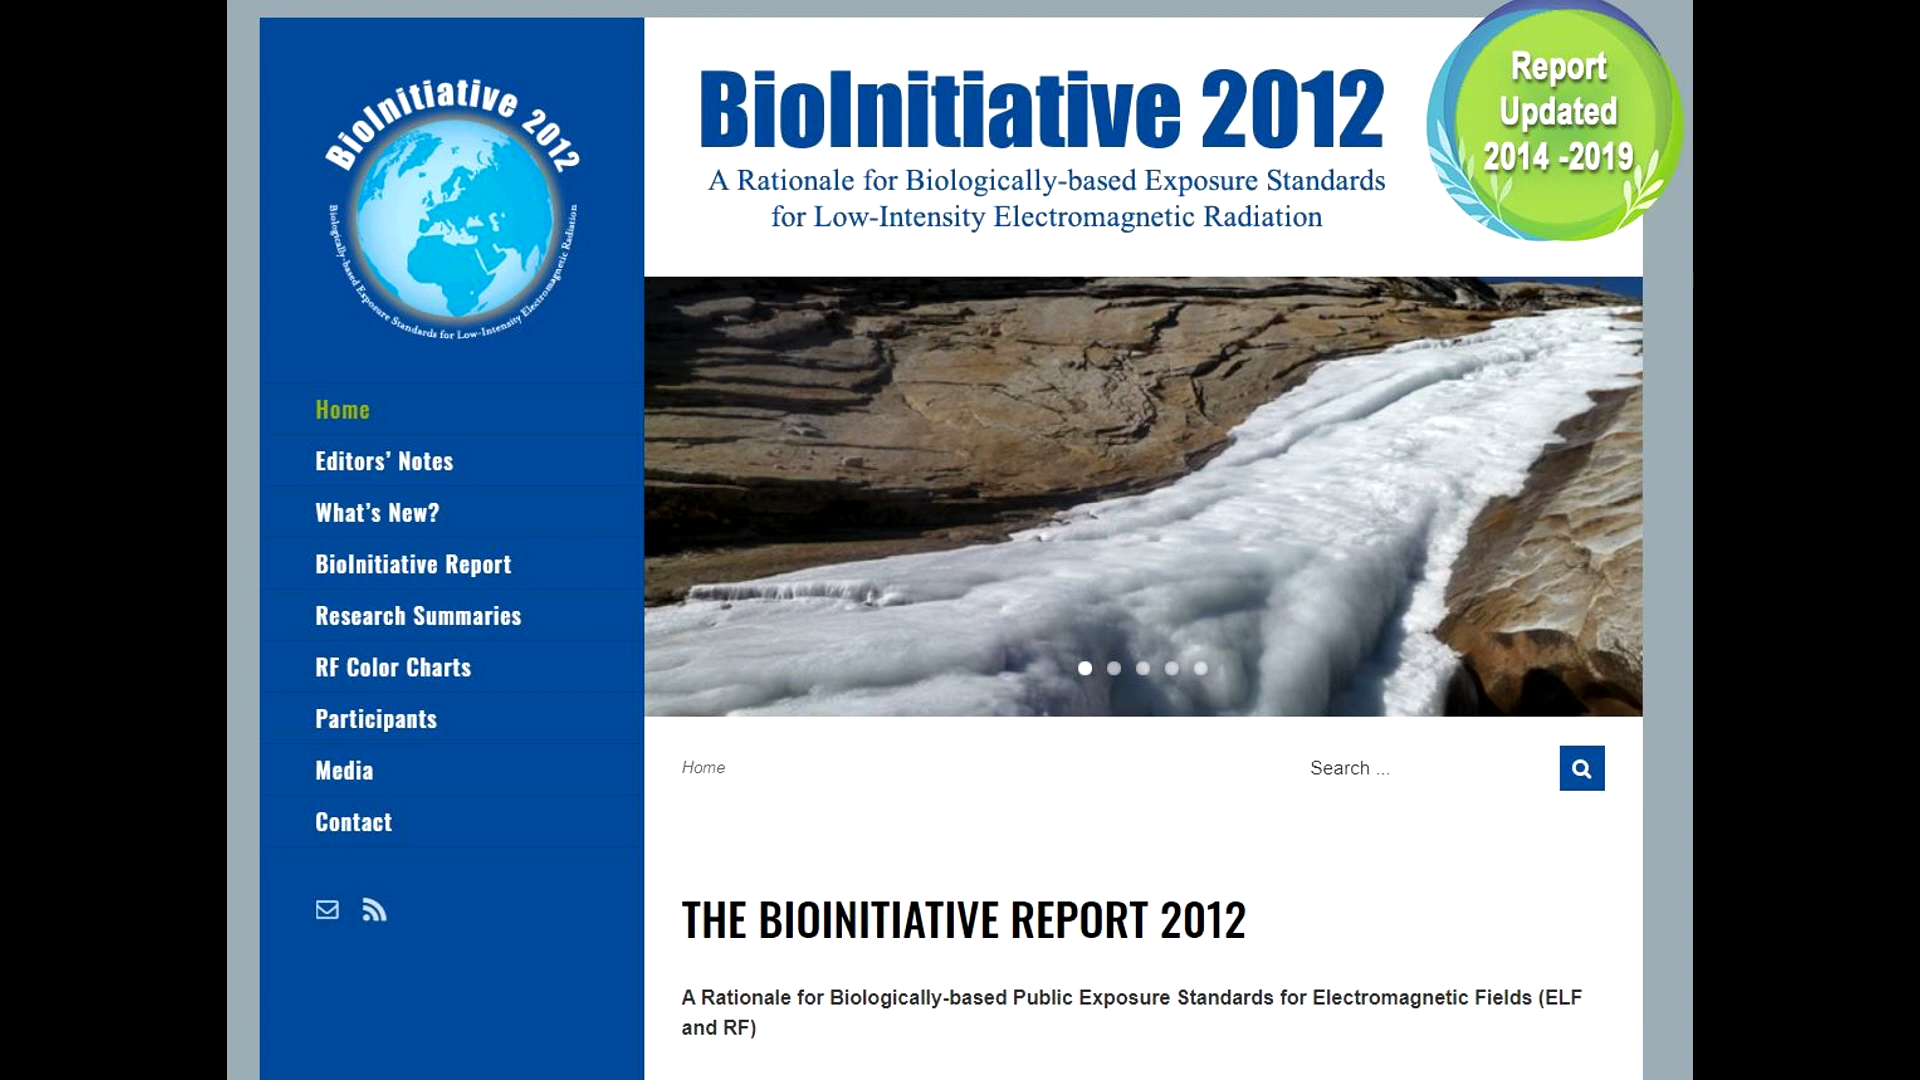 BioInitiative 2012
Biologically-based Exposure Standards for Low-Intensity Electromagnetic Radiation
Home
Editors’ Notes
What’s New?
BioInitiative Report
Research Summaries
RF Color Charts
Participants
Media
Contact
BioInitiative 2012
A Rationale for Biologically-based Exposure Standards
for Low-Intensity Electromagnetic Radiation
Report
Updated
2014 -2019
Home
Search ...
THE BIOINITIATIVE REPORT 2012
A Rationale for Biologically-based Public Exposure Standards for Electromagnetic Fields (ELF
and RF)